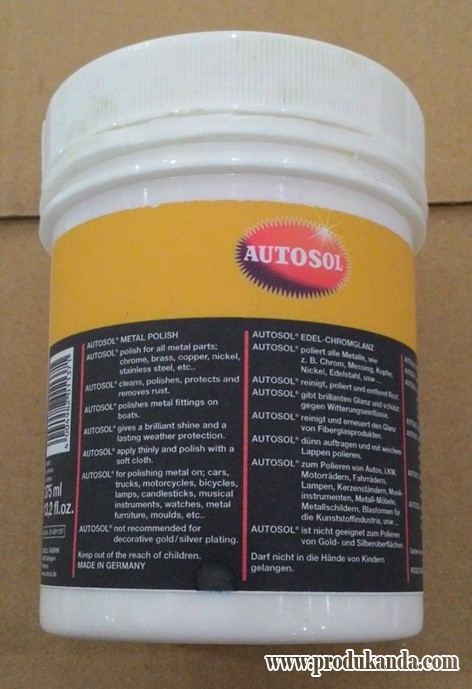 AUTOSOL
AUTOSOL® METAL POLISH
AUTOSOL® polish for all metal parts;
chrome, brass, copper, nickel,
stainless steel, etc..
AUTOSOL® cleans, polishes, protects and
removes rust.
AUTOSOL® polishes metal fittings on
boats.
AUTOSOL® gives a brilliant shine and a
lasting weather protection.
AUTOSOL® apply thinly and polish with a
soft cloth.
AUTOSOL® for polishing metal on; cars,
trucks, motorcycles, bicycles,
lamps, candlesticks, musical
instruments, watches, metal
furniture, moulds, etc..
AUTOSOL® not recommended for
decorative gold/silver plating.
Keep out of the reach of children.
MADE IN GERMANY
AUTOSOL® EDEL-CHROMGLANZ
AUTOSOL® poliert alle Metalle, wie
z. B. Chrom, Messing, Kupfer,
Nickel, Edelstahl, usw ...
AUTOSOL® reinigt, poliert und entfernt Rost.
AUTOSOL® gibt brillanten Glanz und schützt
gegen Witterungseinflüsse.
AUTOSOL® reinigt und erneuert den Glanz
von Fiberglasprodukten.
AUTOSOL® dünn auftragen und mit weichem
Lappen polieren.
AUTOSOL® zum Polieren von Autos, LKW,
Motorrädern, Fahrrädern,
Lampen, Kerzenständern, Musik-
instrumenten, Metall-Möbeln,
Metallschildern, Blasformen für
die Kunststoffindustrie, usw ...
AUTOSOL® ist nicht geeignet zum Polieren
von Gold- und Silberoberflächen.
Darf nicht in die Hände von Kindern
gelangen.
75 ml
3.2 fl.oz.
www.produkanda.com